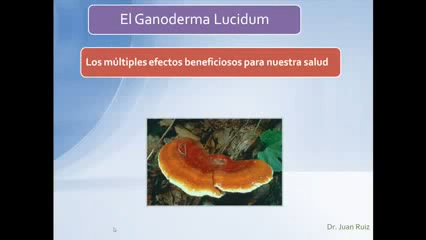 El Ganoderma Lucidum
Los múltiples efectos beneficiosos para nuestra salud
Dr. Juan Ruiz